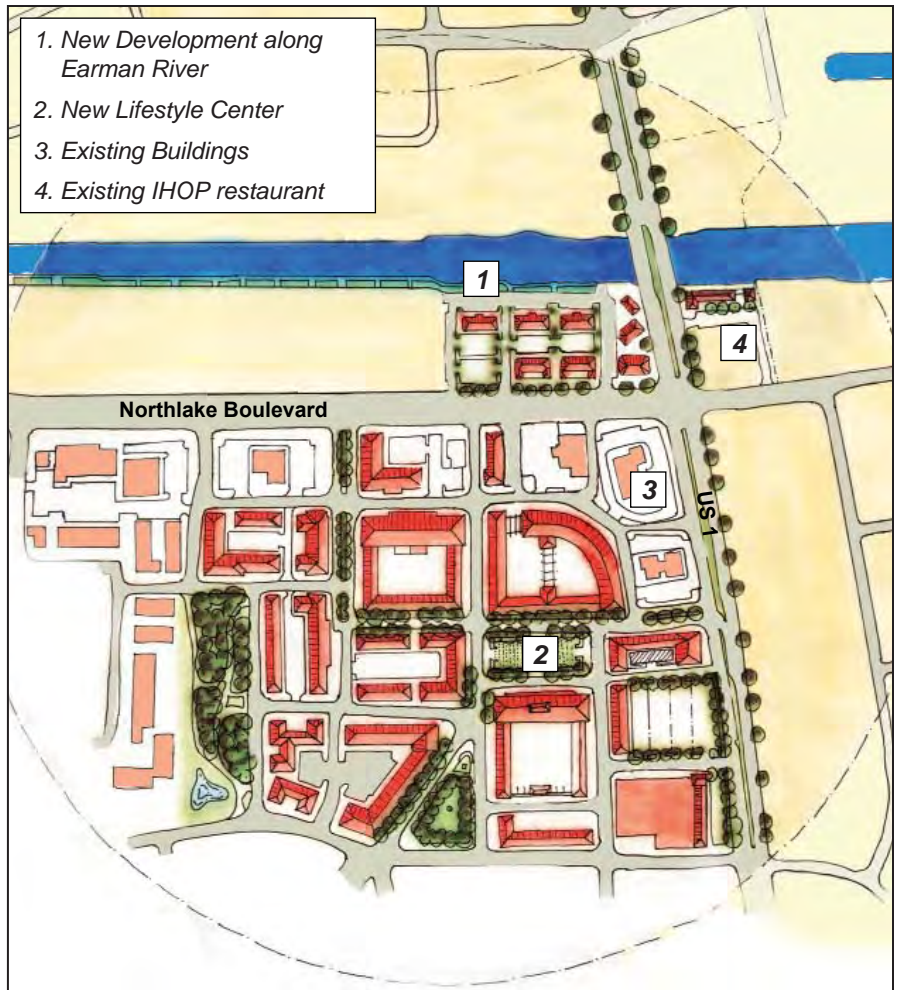 1. New Development along
Earman River
2. New Lifestyle Center
3. Existing Buildings
4. Existing IHOP restaurant
1
4
Northlake Boulevard
3
US 1
2